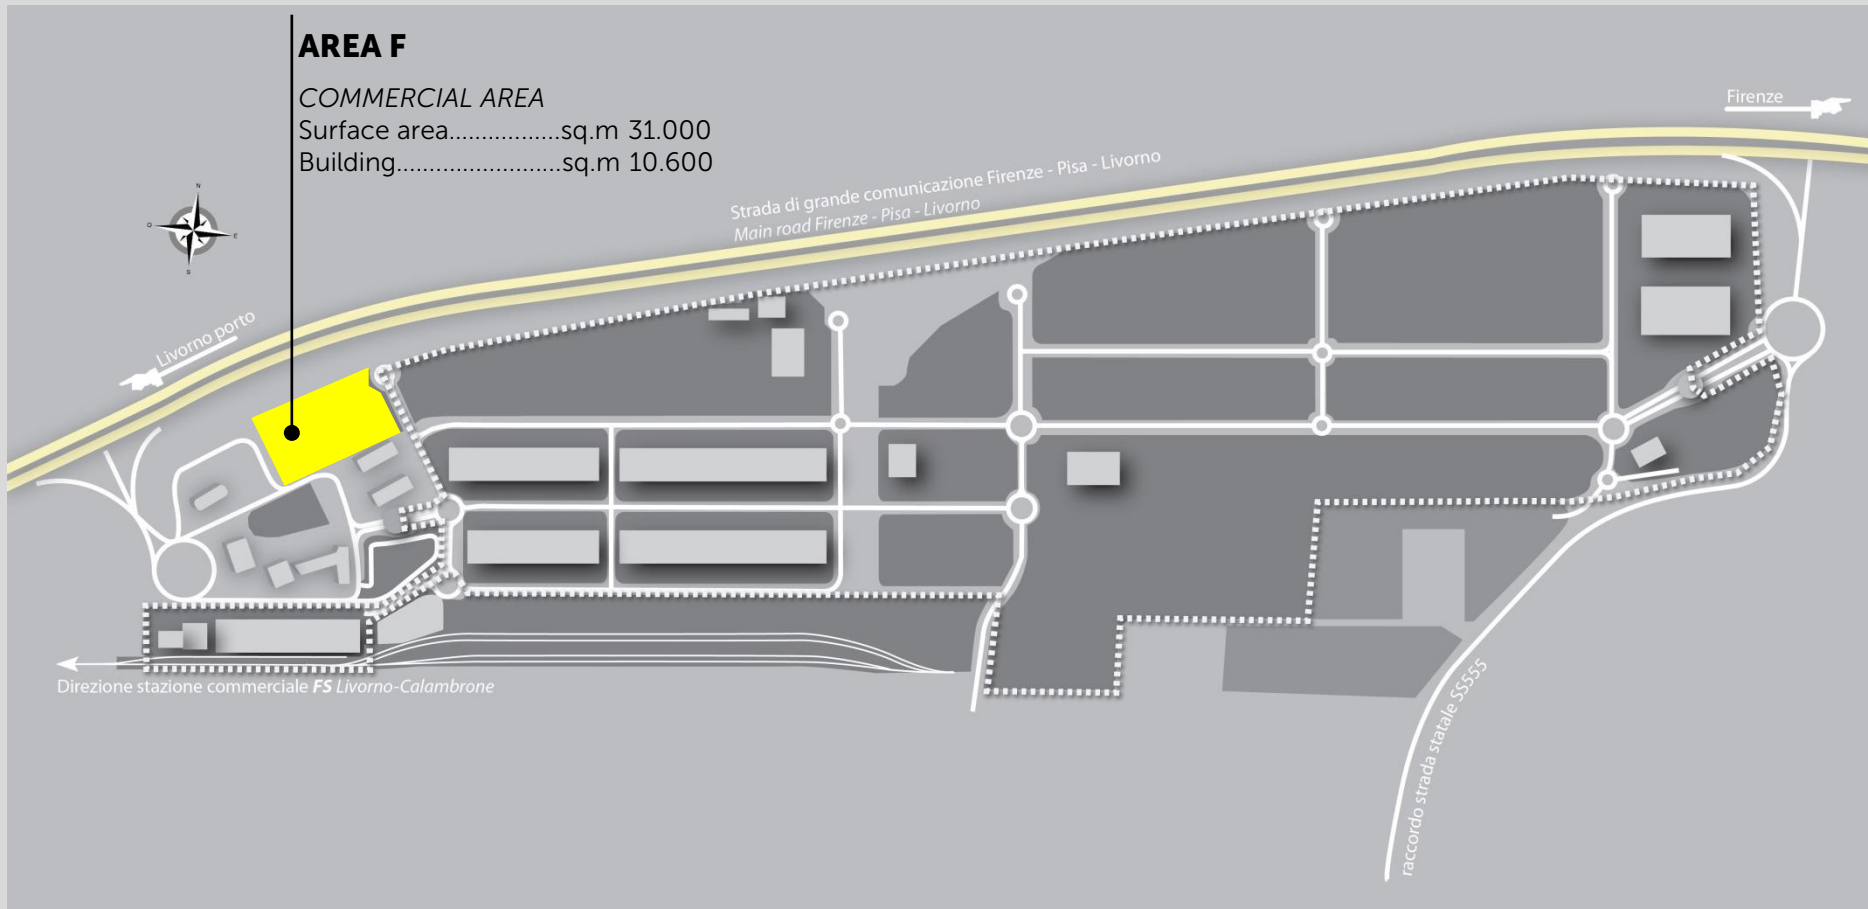 AREA F
COMMERCIAL AREA
Surface area.................sq.m 31.000
Building.........................sq.m 10.600
Firenze
Strada di grande comunicazione Firenze - Pisa - Livorno
Main road Firenze - Pisa - Livorno
N
O
E
S
Livorno porto
Direzione stazione commerciale FS Livorno-Calambrone
raccordo strada statale SS555